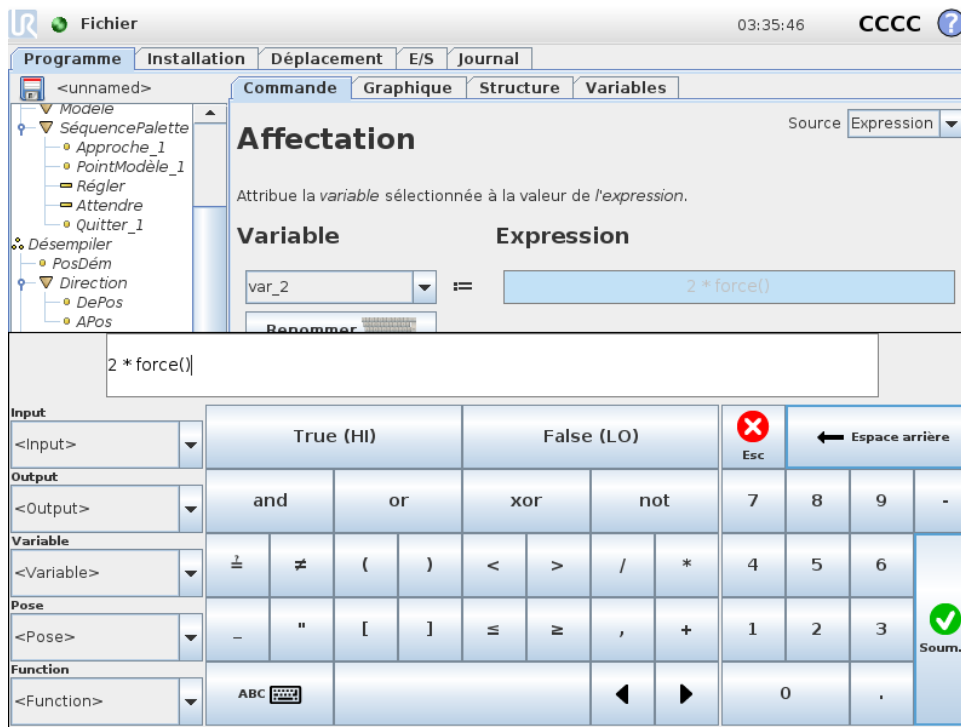 UR Fichier 03:35:46 CCCC ?
Programme Installation Déplacement E/S Journal
<unnamed> Commande Graphique Structure Variables
Modèle
SéquencePalette
Approche_1
PointModèle_1
Régler
Attendre
Quitter_1
Désempiler
PosDém
Direction
DePos
APos
Source Expression
Affectation
Attribue la variable sélectionnée à la valeur de l'expression.
Variable Expression
var_2 := 2 * force()
Renommer
2 * force()
Input
<Input>
Output
<Output>
Variable
<Variable>
Pose
<Pose>
Function
<Function>
True (HI) False (LO) Esc Espace arrière
and or xor not 7 8 9 -
≟ ≠ ( ) < > / * 4 5 6
_ " [ ] ≤ ≥ , + 1 2 3 Soum.
ABC 0 .